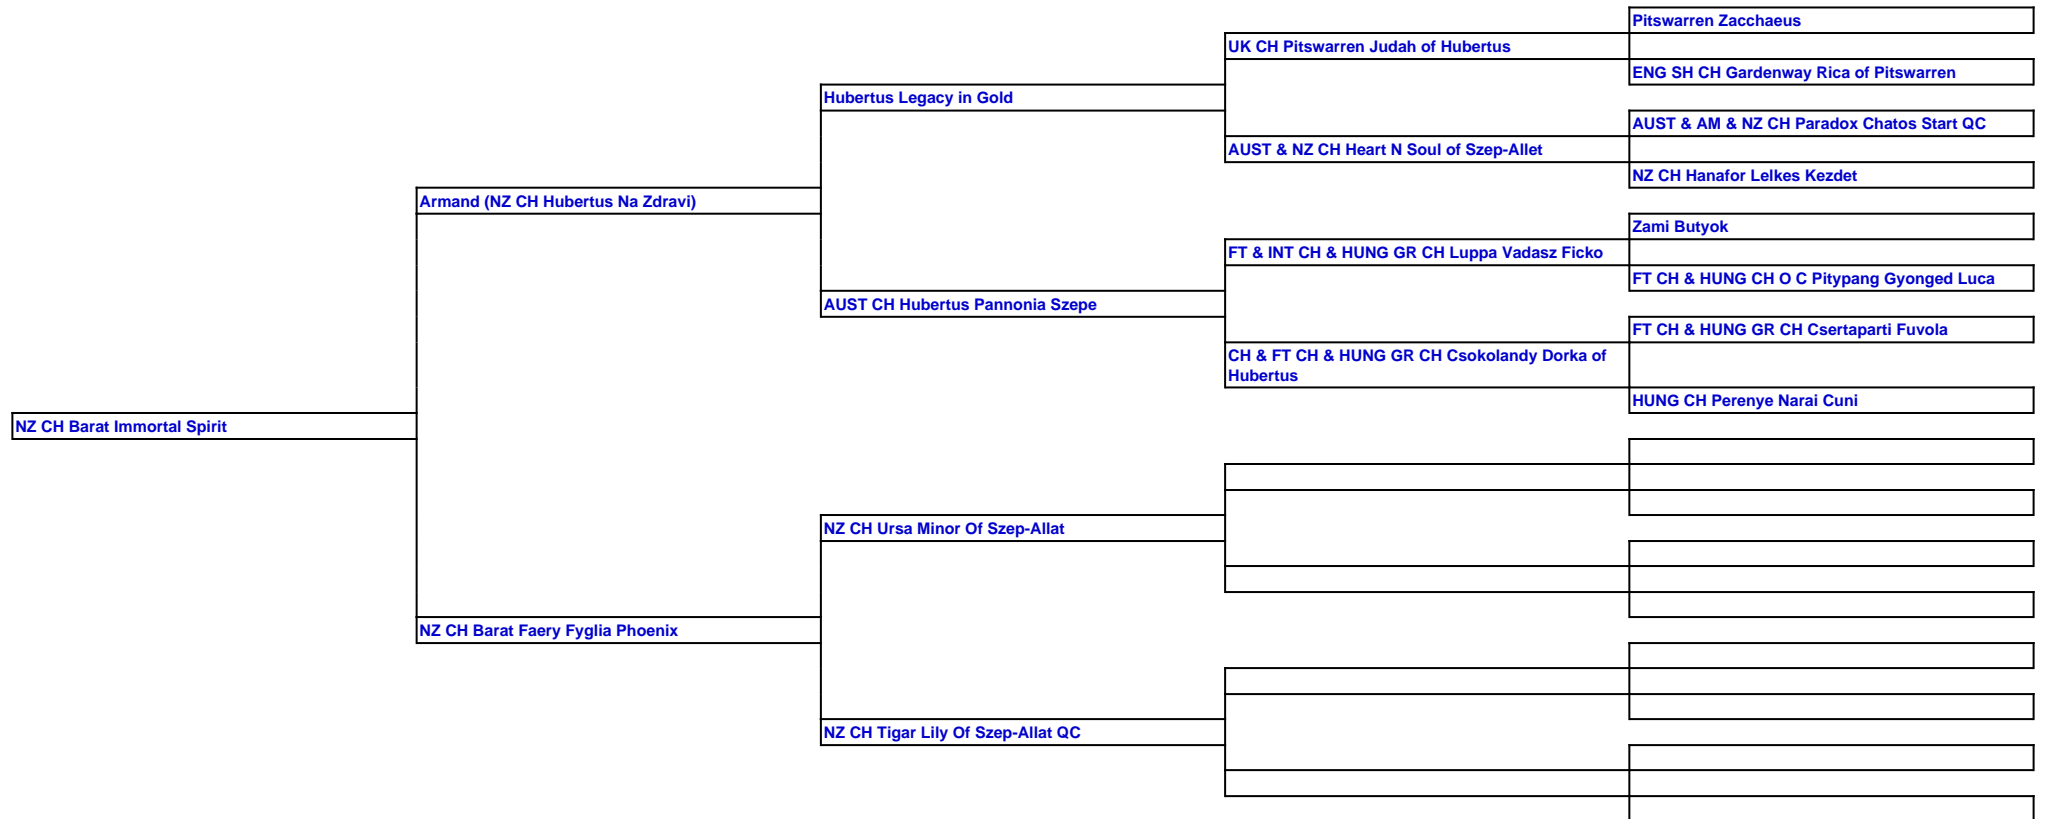 Pitswarren Zacchaeus
UK CH Pitswarren Judah of Hubertus
ENG SH CH Gardenway Rica of Pitswarren
Hubertus Legacy in Gold
AUST & AM & NZ CH Paradox Chatos Start QC
AUST & NZ CH Heart N Soul of Szep-Allet
NZ CH Hanafor Lelkes Kezdet
Armand (NZ CH Hubertus Na Zdravi)
Zami Butyok
FT & INT CH & HUNG GR CH Luppa Vadasz Ficko
FT CH & HUNG CH O C Pitypang Gyonged Luca
AUST CH Hubertus Pannonia Szepe
FT CH & HUNG GR CH Csertaparti Fuvola
CH & FT CH & HUNG GR CH Csokolandy Dorka of
Hubertus
HUNG CH Perenye Narai Cuni
NZ CH Barat Immortal Spirit
NZ CH Ursa Minor Of Szep-Allat
NZ CH Barat Faery Fyglia Phoenix
NZ CH Tigar Lily Of Szep-Allat QC